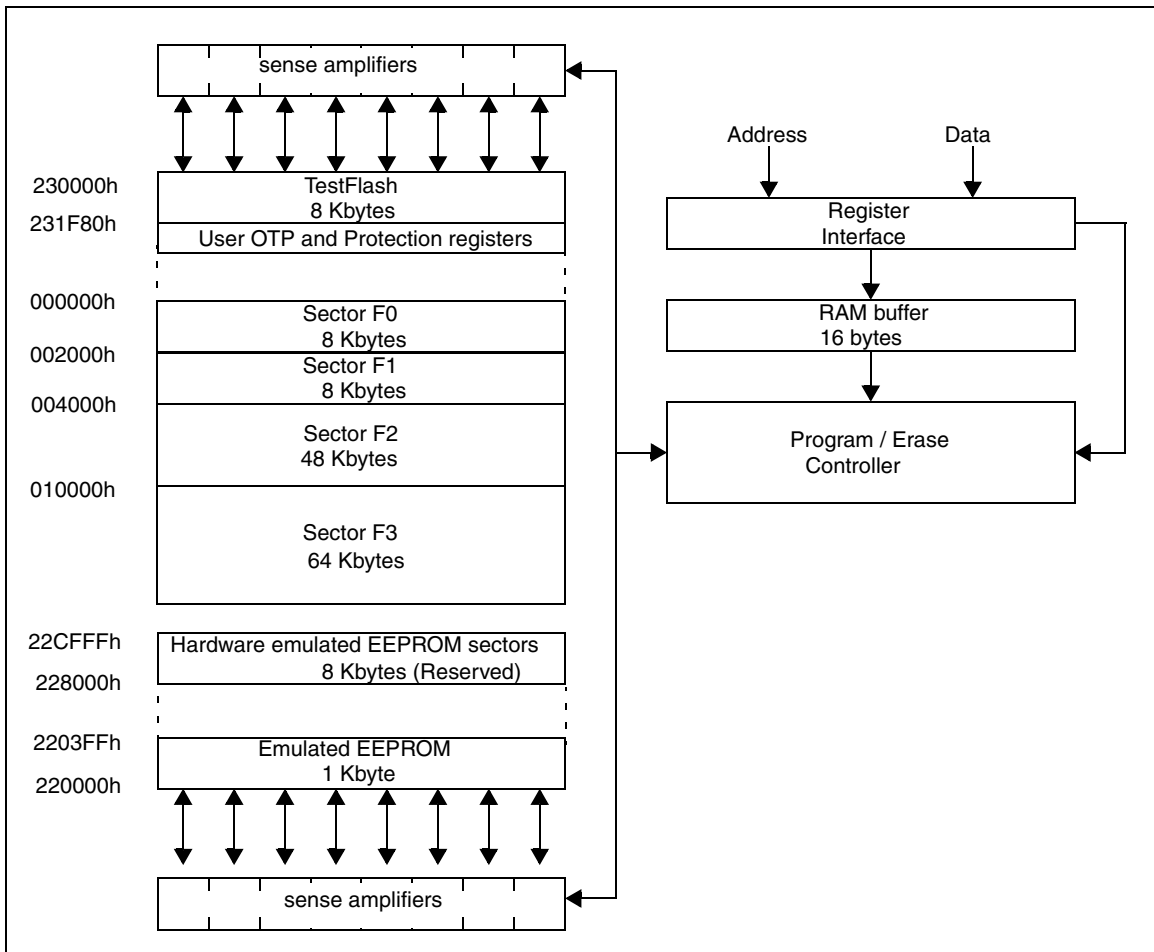 sense amplifiers
230000h
TestFlash
8 Kbytes
231F80h
User OTP and Protection registers
000000h
Sector F0
8 Kbytes
002000h
Sector F1
8 Kbytes
004000h
Sector F2
48 Kbytes
010000h
Sector F3
64 Kbytes
22CFFFh
Hardware emulated EEPROM sectors
8 Kbytes (Reserved)
228000h
2203FFh
Emulated EEPROM
1 Kbyte
220000h
sense amplifiers
Address
Data
Register
Interface
RAM buffer
16 bytes
Program / Erase
Controller